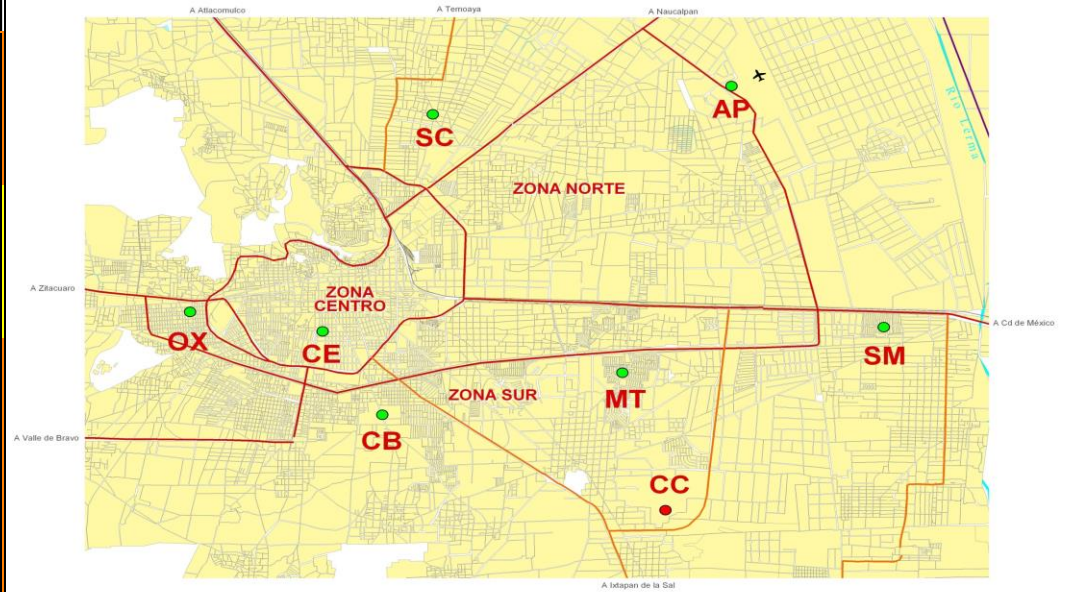 A Atlacomulco
A Temoaya
A Naucalpan
AP
Río Lerma
SC
ZONA NORTE
A Zitacuaro
ZONA
CENTRO
A Cd de México
OX
CE
SM
ZONA SUR
MT
A Valle de Bravo
CB
CC
A Ixtapan de la Sal